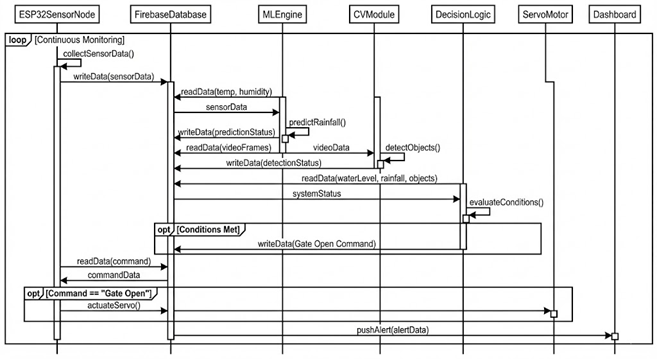 ESP32SensorNode FirebaseDatabase MLEngine CVModule DecisionLogic ServoMotor Dashboard
loop [Continuous Monitoring]
collectSensorData()
writeData(sensorData)
readData(temp, humidity)
sensorData
predictRainfall()
writeData(predictionStatus)
readData(videoFrames) videoData detectObjects()
writeData(detectionStatus)
readData(waterLevel, rainfall, objects)
systemStatus
evaluateConditions()
opt [Conditions Met]
writeData(Gate Open Command)
readData(command)
commandData
opt [Command == "Gate Open"]
actuateServo()
pushAlert(alertData)